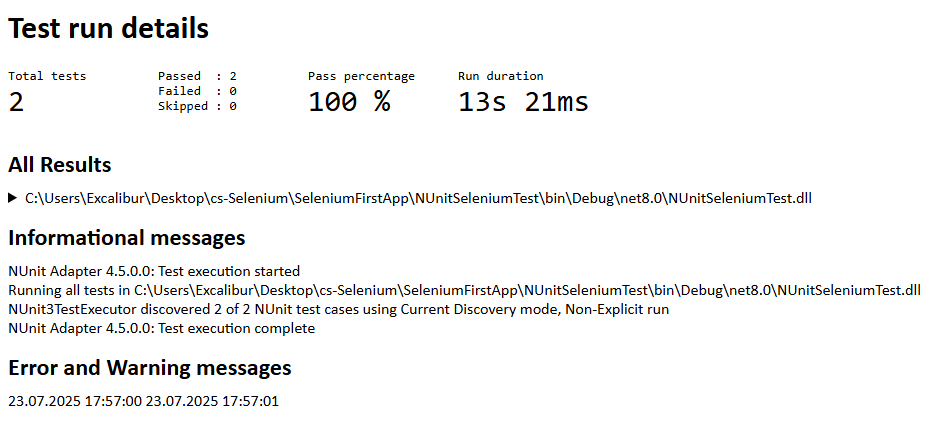 Test run details
Total tests
2
Passed : 2
Failed : 0
Skipped : 0
Pass percentage
100 %
Run duration
13s 21ms
All Results
C:\Users\Excalibur\Desktop\cs-Selenium\SeleniumFirstApp\NUnitSeleniumTest\bin\Debug\net8.0\NUnitSeleniumTest.dll
Informational messages
NUnit Adapter 4.5.0.0: Test execution started
Running all tests in C:\Users\Excalibur\Desktop\cs-Selenium\SeleniumFirstApp\NUnitSeleniumTest\bin\Debug\net8.0\NUnitSeleniumTest.dll
NUnit3TestExecutor discovered 2 of 2 NUnit test cases using Current Discovery mode, Non-Explicit run
NUnit Adapter 4.5.0.0: Test execution complete
Error and Warning messages
23.07.2025 17:57:00 23.07.2025 17:57:01